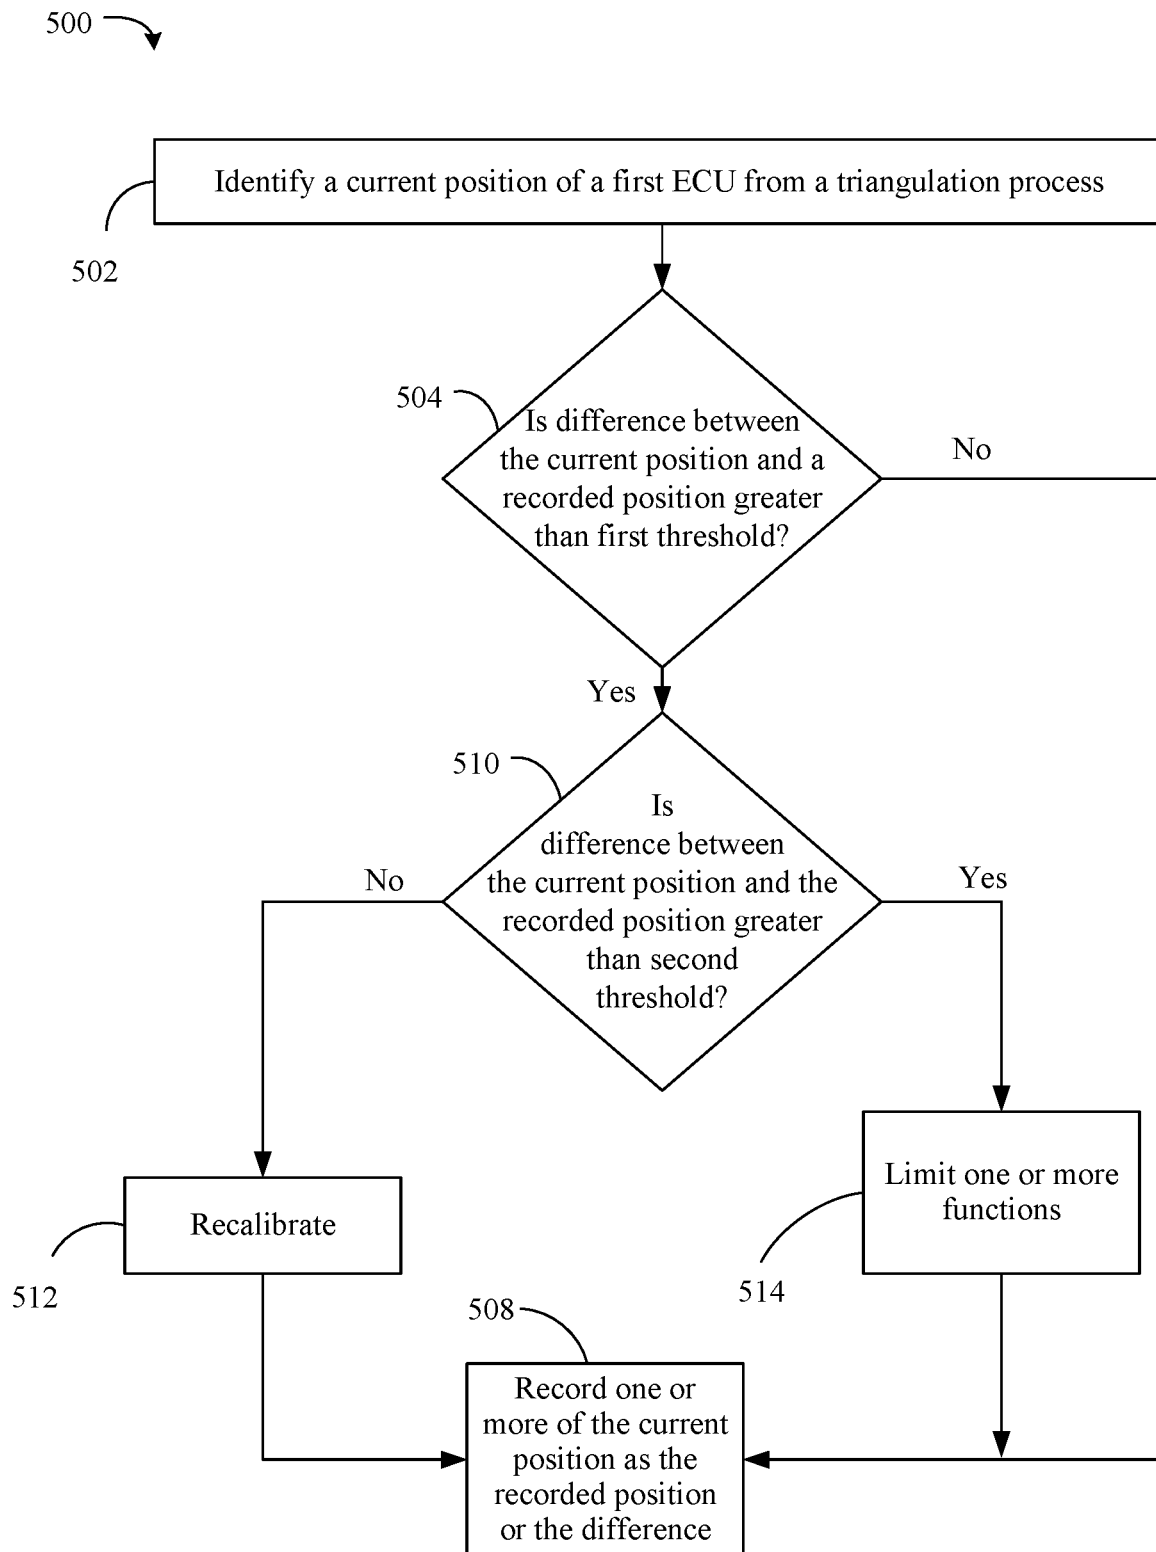 500
Identify a current position of a first ECU from a triangulation process
502
504
Is difference between
the current position and a
recorded position greater
than first threshold?
No
Yes
510
Is
difference between
the current position and the
recorded position greater
than second
threshold?
No
Yes
Recalibrate
512
Limit one or more
functions
514
508
Record one or
more of the current
position as the
recorded position
or the difference